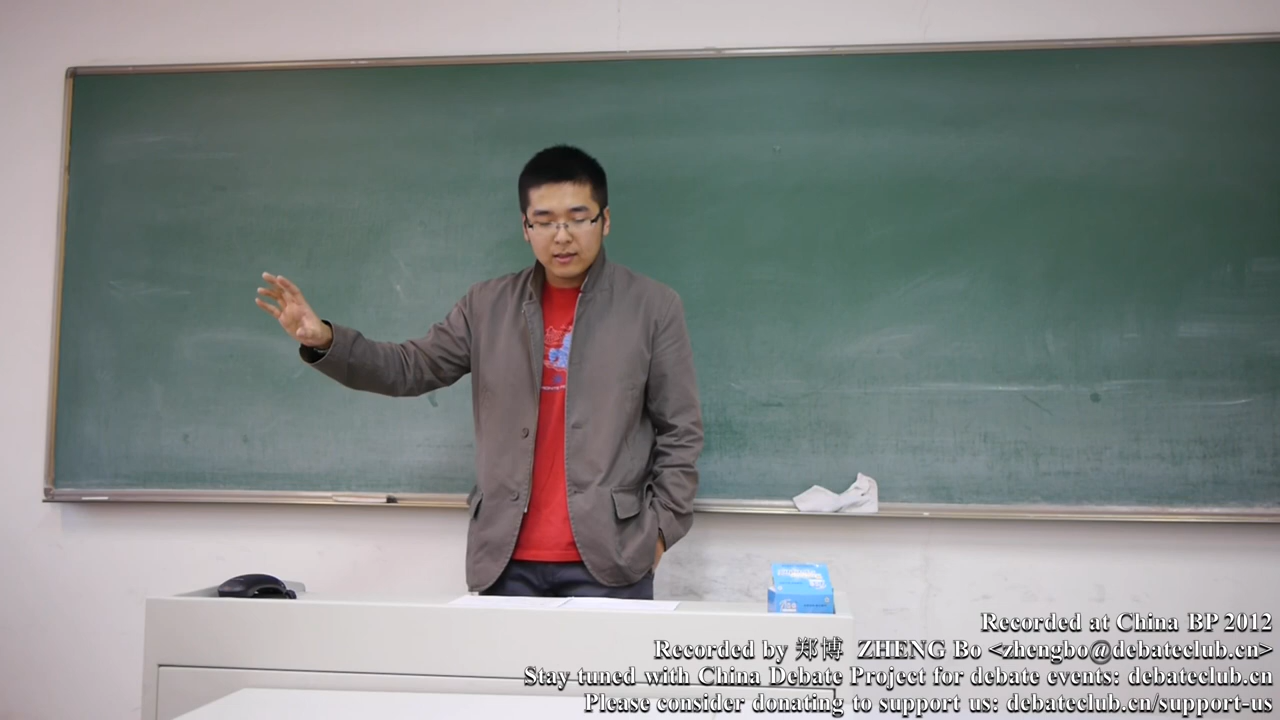 Recorded at China BP 2012
Recorded by 郑博 ZHENG Bo <zhengbo@debateclub.cn>
Stay tuned with China Debate Project for debate events: debateclub.cn
Please consider donating to support us: debateclub.cn/support-us